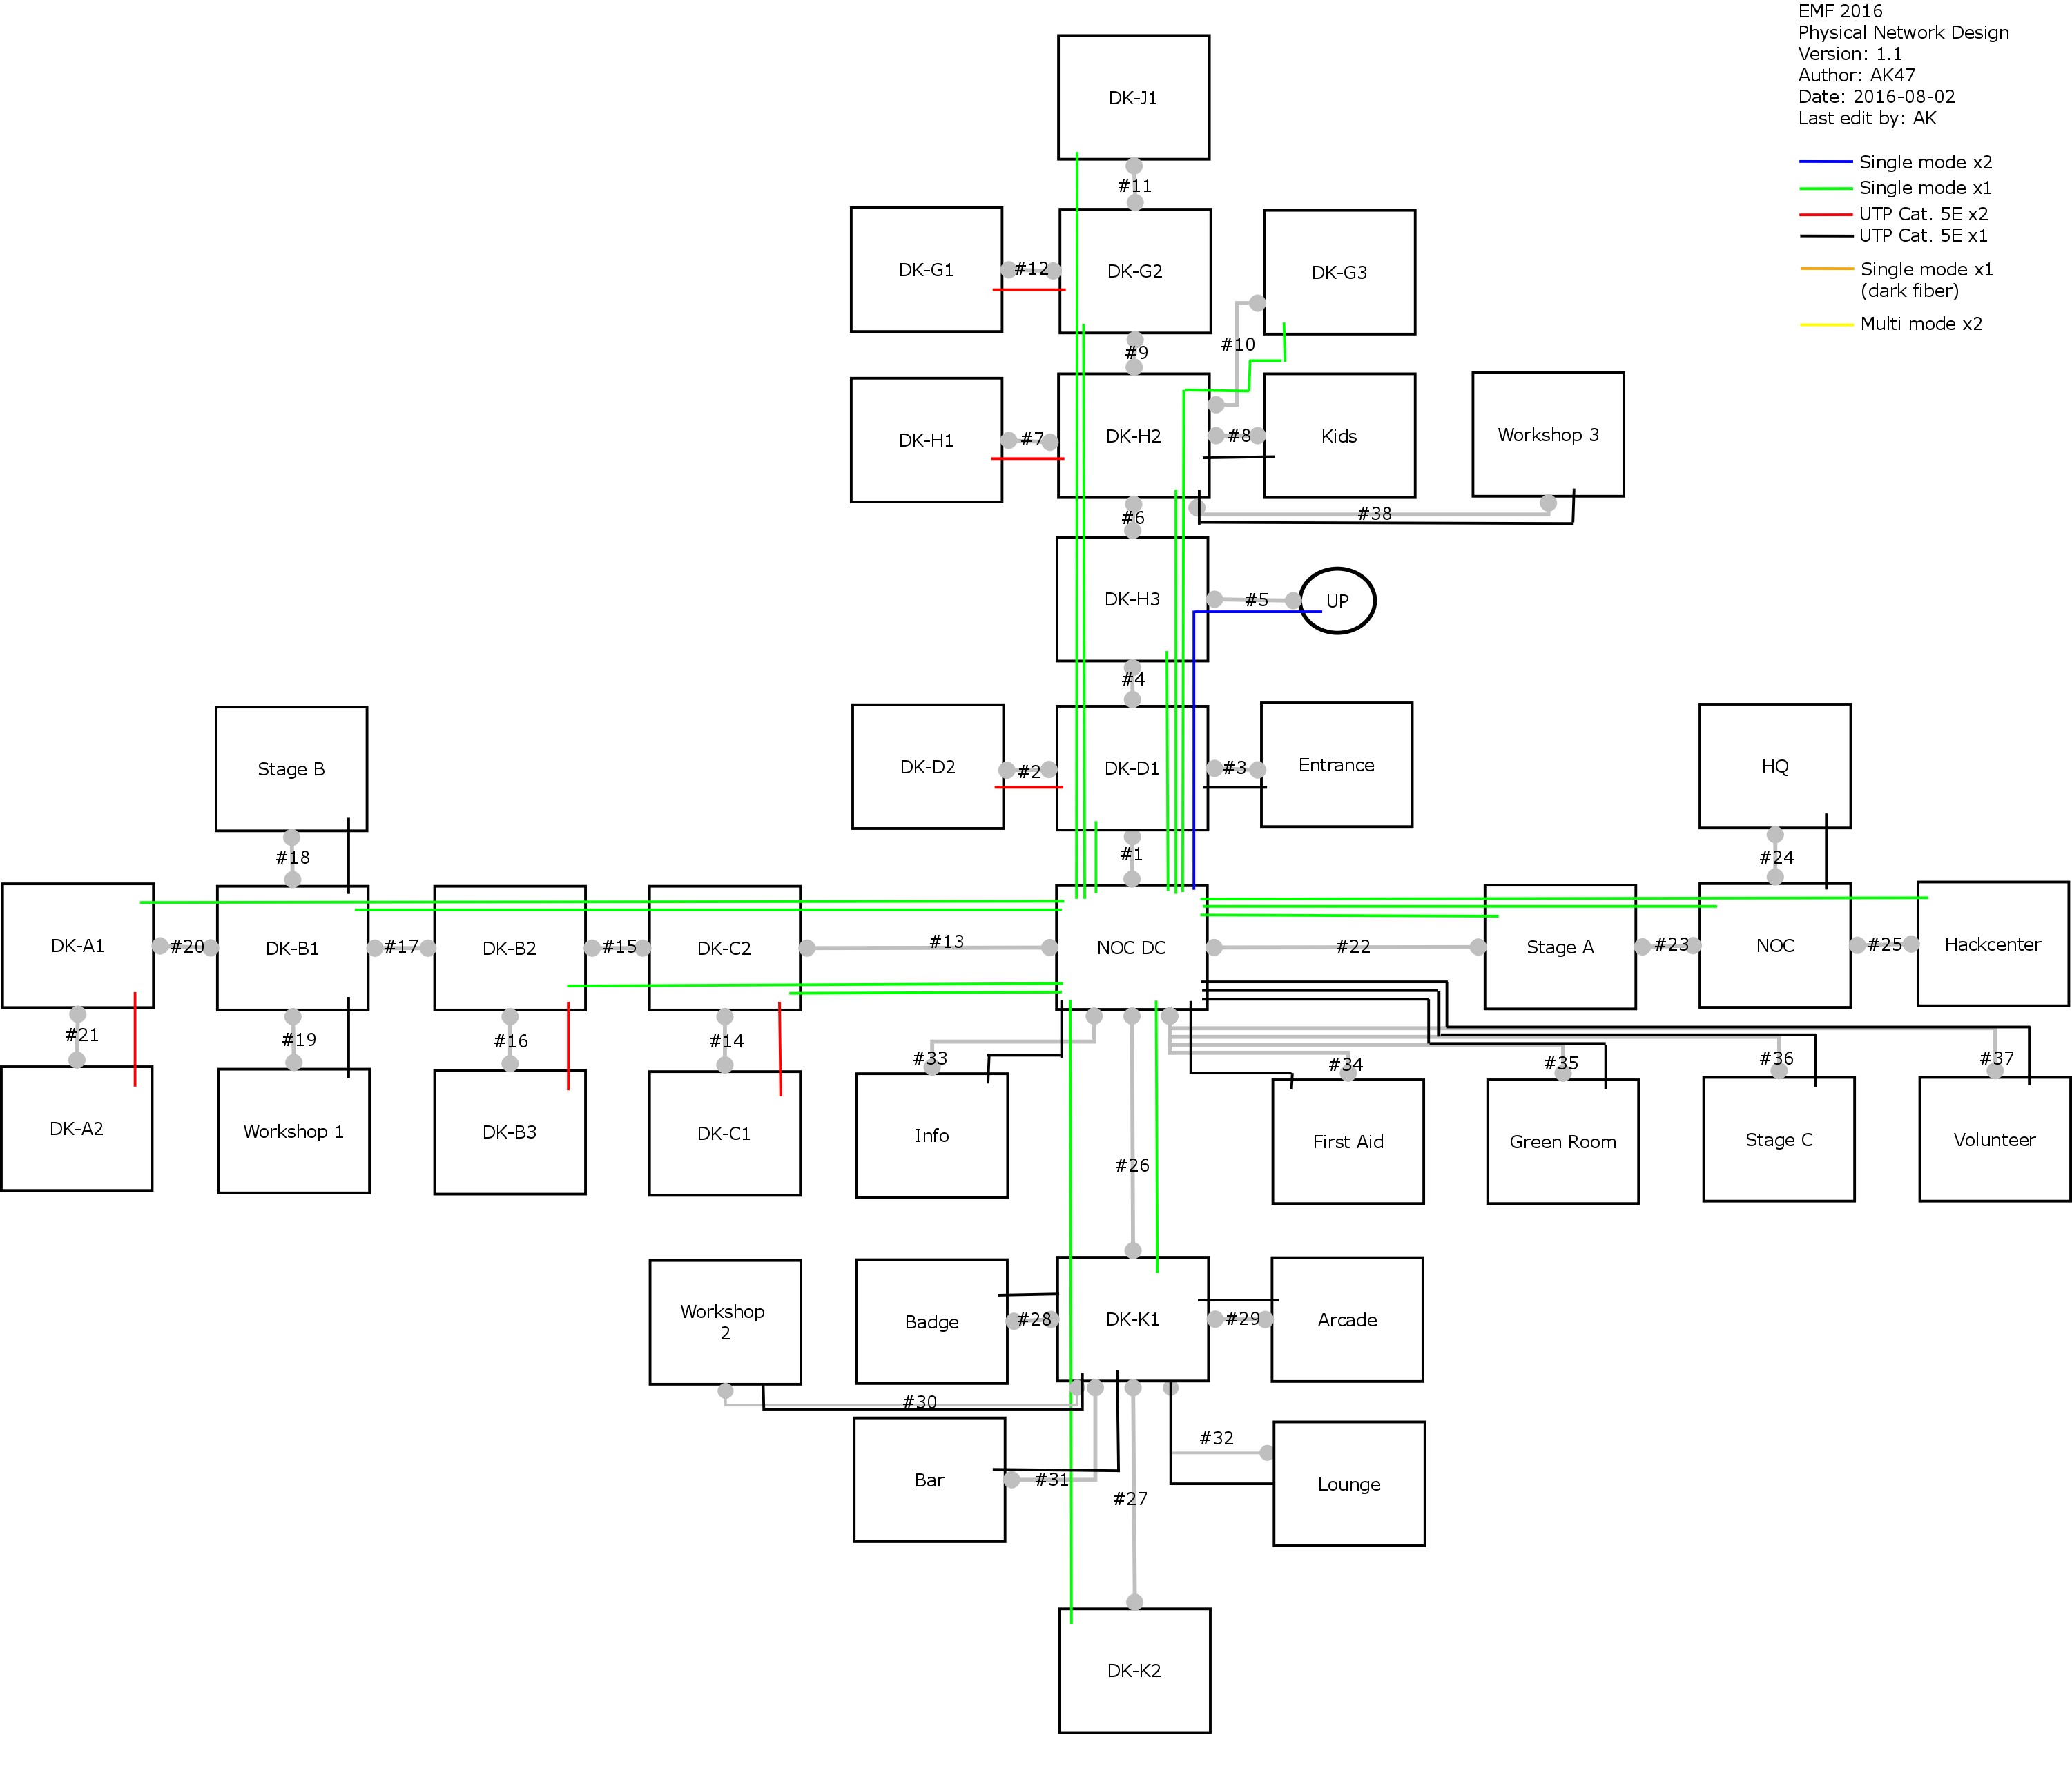 EMF 2016
Physical Network Design
Version: 1.1
Author: AK47
Date: 2016-08-02
Last edit by: AK
Single mode x2
Single mode x1
UTP Cat. 5E x2
UTP Cat. 5E x1
Single mode x1
(dark fiber)
Multi mode x2
DK-J1
#11
DK-G1
#12
DK-G2
DK-G3
#9
#10
DK-H1
#7
DK-H2
#8
Kids
Workshop 3
#6
#38
DK-H3
#5
UP
#4
Stage B
DK-D2
#2
DK-D1
#3
Entrance
HQ
#18
#1
#24
DK-A1
#20
DK-B1
#17
DK-B2
#15
DK-C2
#13
NOC DC
#22
Stage A
#23
NOC
#25
Hackcenter
#21
#19
#16
#14
#33
#34
#35
#36
#37
DK-A2
Workshop 1
DK-B3
DK-C1
Info
First Aid
Green Room
Stage C
Volunteer
#26
Workshop
2
Badge
#28
DK-K1
#29
Arcade
#30
#32
Bar
#31
#27
Lounge
DK-K2